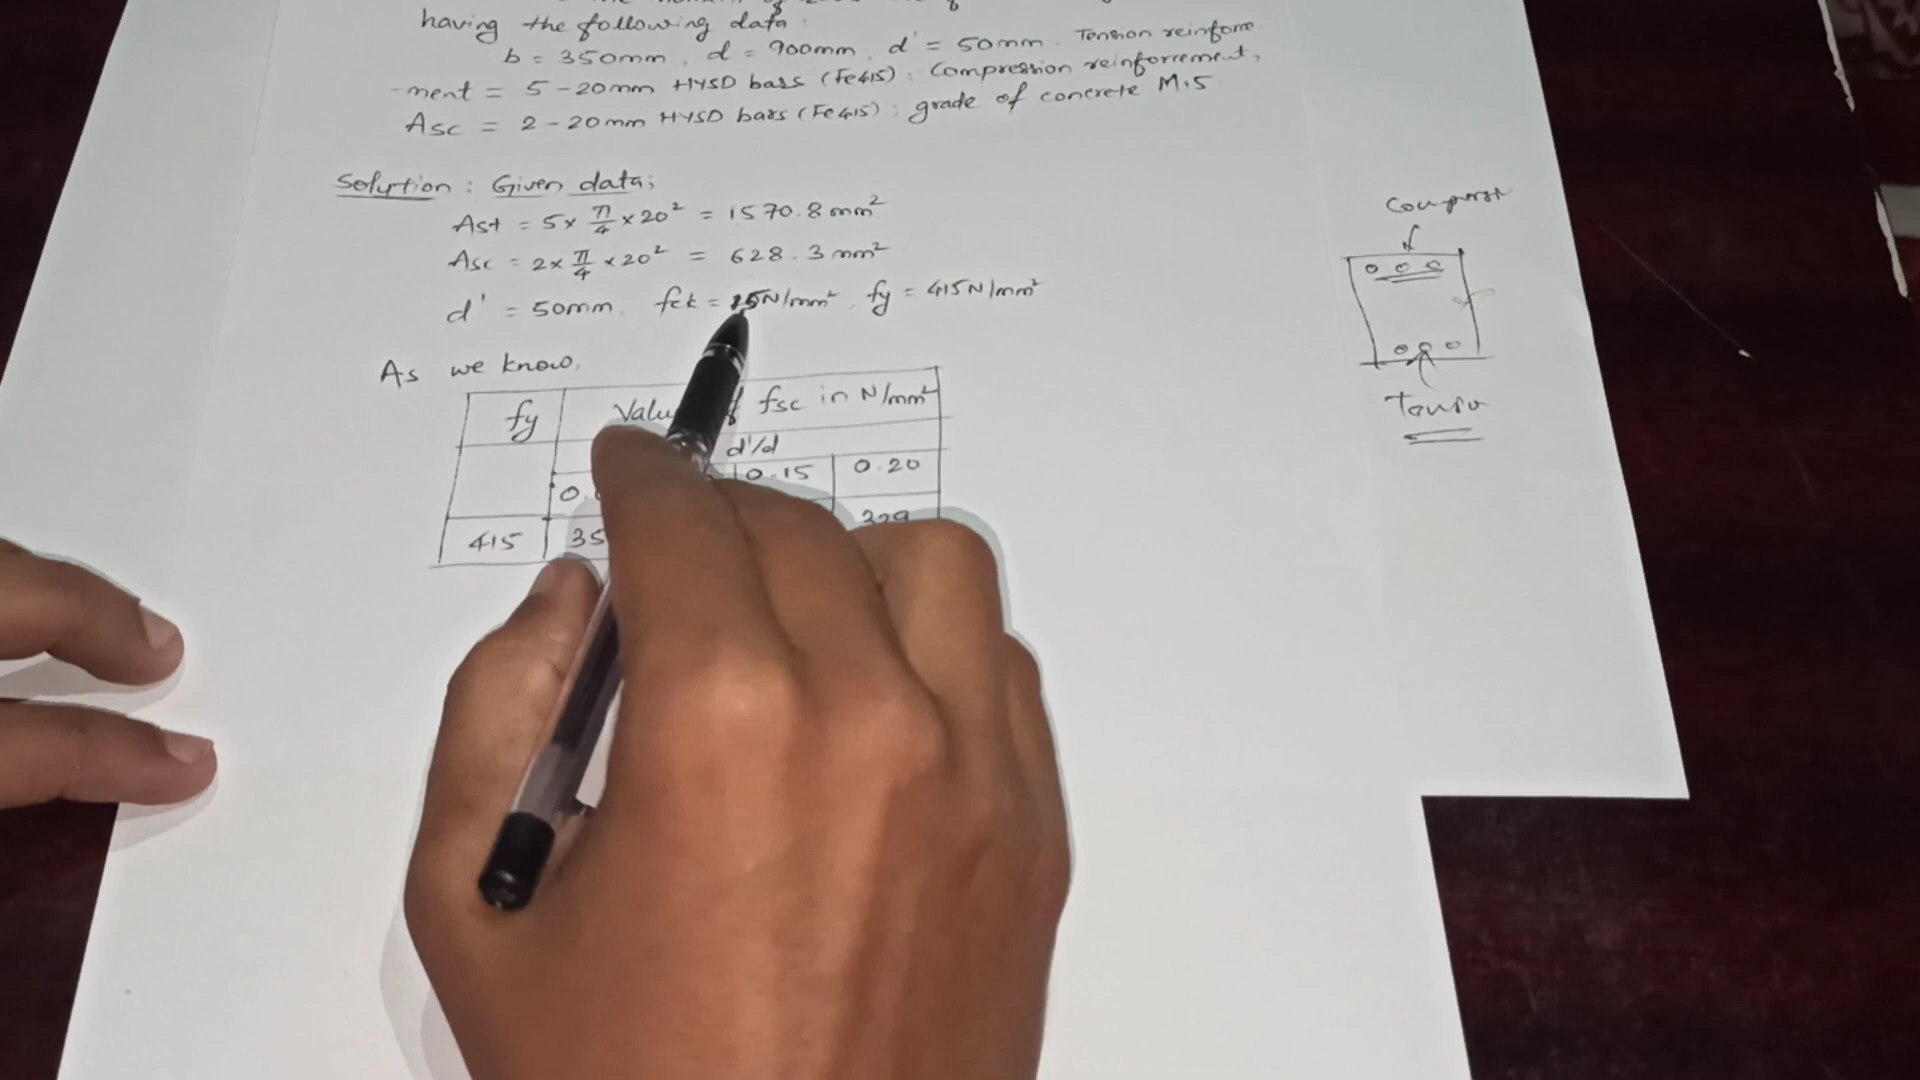 having the following data:
b = 350mm, d = 900mm, d' = 50mm. Tension reinforce
-ment = 5-20mm HYSD bars (Fe415); Compression reinforcement,
Asc = 2-20mm HYSD bars (Fe415); grade of concrete M15
Solution: Given data;
Ast = 5 × π/4 × 20² = 1570.8 mm²
Asc = 2 × π/4 × 20² = 628.3 mm²
d' = 50mm, fck = 15N/mm², fy = 415N/mm²
As we know,
fy fsc in N/mm²
d'/d
0.15 0.20
415 329
Tension